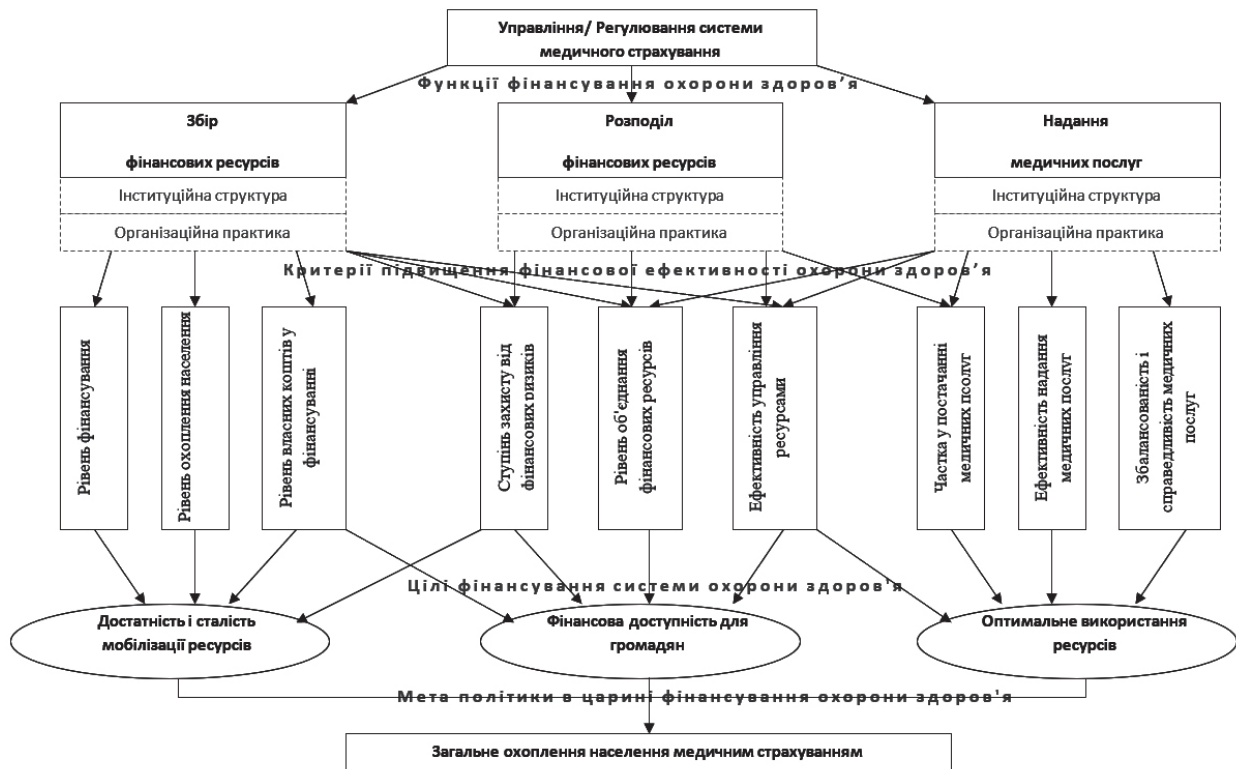 Управління/ Регулювання системи
медичного страхування
Функції фінансування охорони здоров’я
Збір
фінансових ресурсів
Інституційна структура
Організаційна практика
Розподіл
фінансових ресурсів
Інституційна структура
Організаційна практика
Надання
медичних послуг
Інституційна структура
Організаційна практика
Критерії підвищення фінансової ефективності охорони здоров’я
Рівень фінансування
Рівень охоплення населення
Рівень власних коштів у
фінансуванні
Ступінь захисту від
фінансових ризиків
Рівень об'єднання
фінансових ресурсів
Ефективність управління
ресурсами
Частка у постачанні
медичних псолуг
Ефективність надання
медичних послуг
Збалансованість і
справедливість медичних
послуг
Цілі фінансування системи охорони здоров'я
Достатність і сталість
мобілізації ресурсів
Фінансова доступність для
громадян
Оптимальне використання
ресурсів
Мета політики в царині фінансування охорони здоров'я
Загальне охоплення населення медичним страхуванням